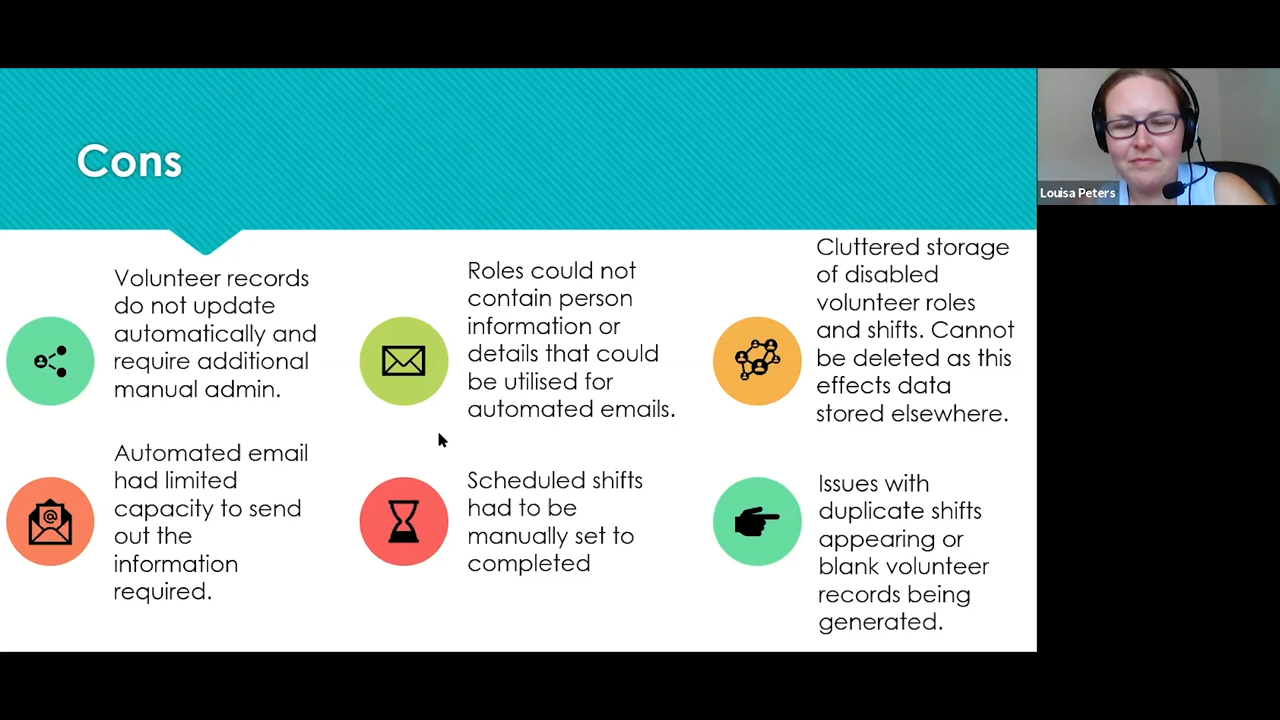 Cons
Volunteer records
do not update
automatically and
require additional
manual admin.
Roles could not
contain person
information or
details that could
be utilised for
automated emails.
Cluttered storage
of disabled
volunteer roles
and shifts. Cannot
be deleted as this
effects data
stored elsewhere.
Automated email
had limited
capacity to send
out the
information
required.
Scheduled shifts
had to be
manually set to
completed
Issues with
duplicate shifts
appearing or
blank volunteer
records being
generated.
Louisa Peters